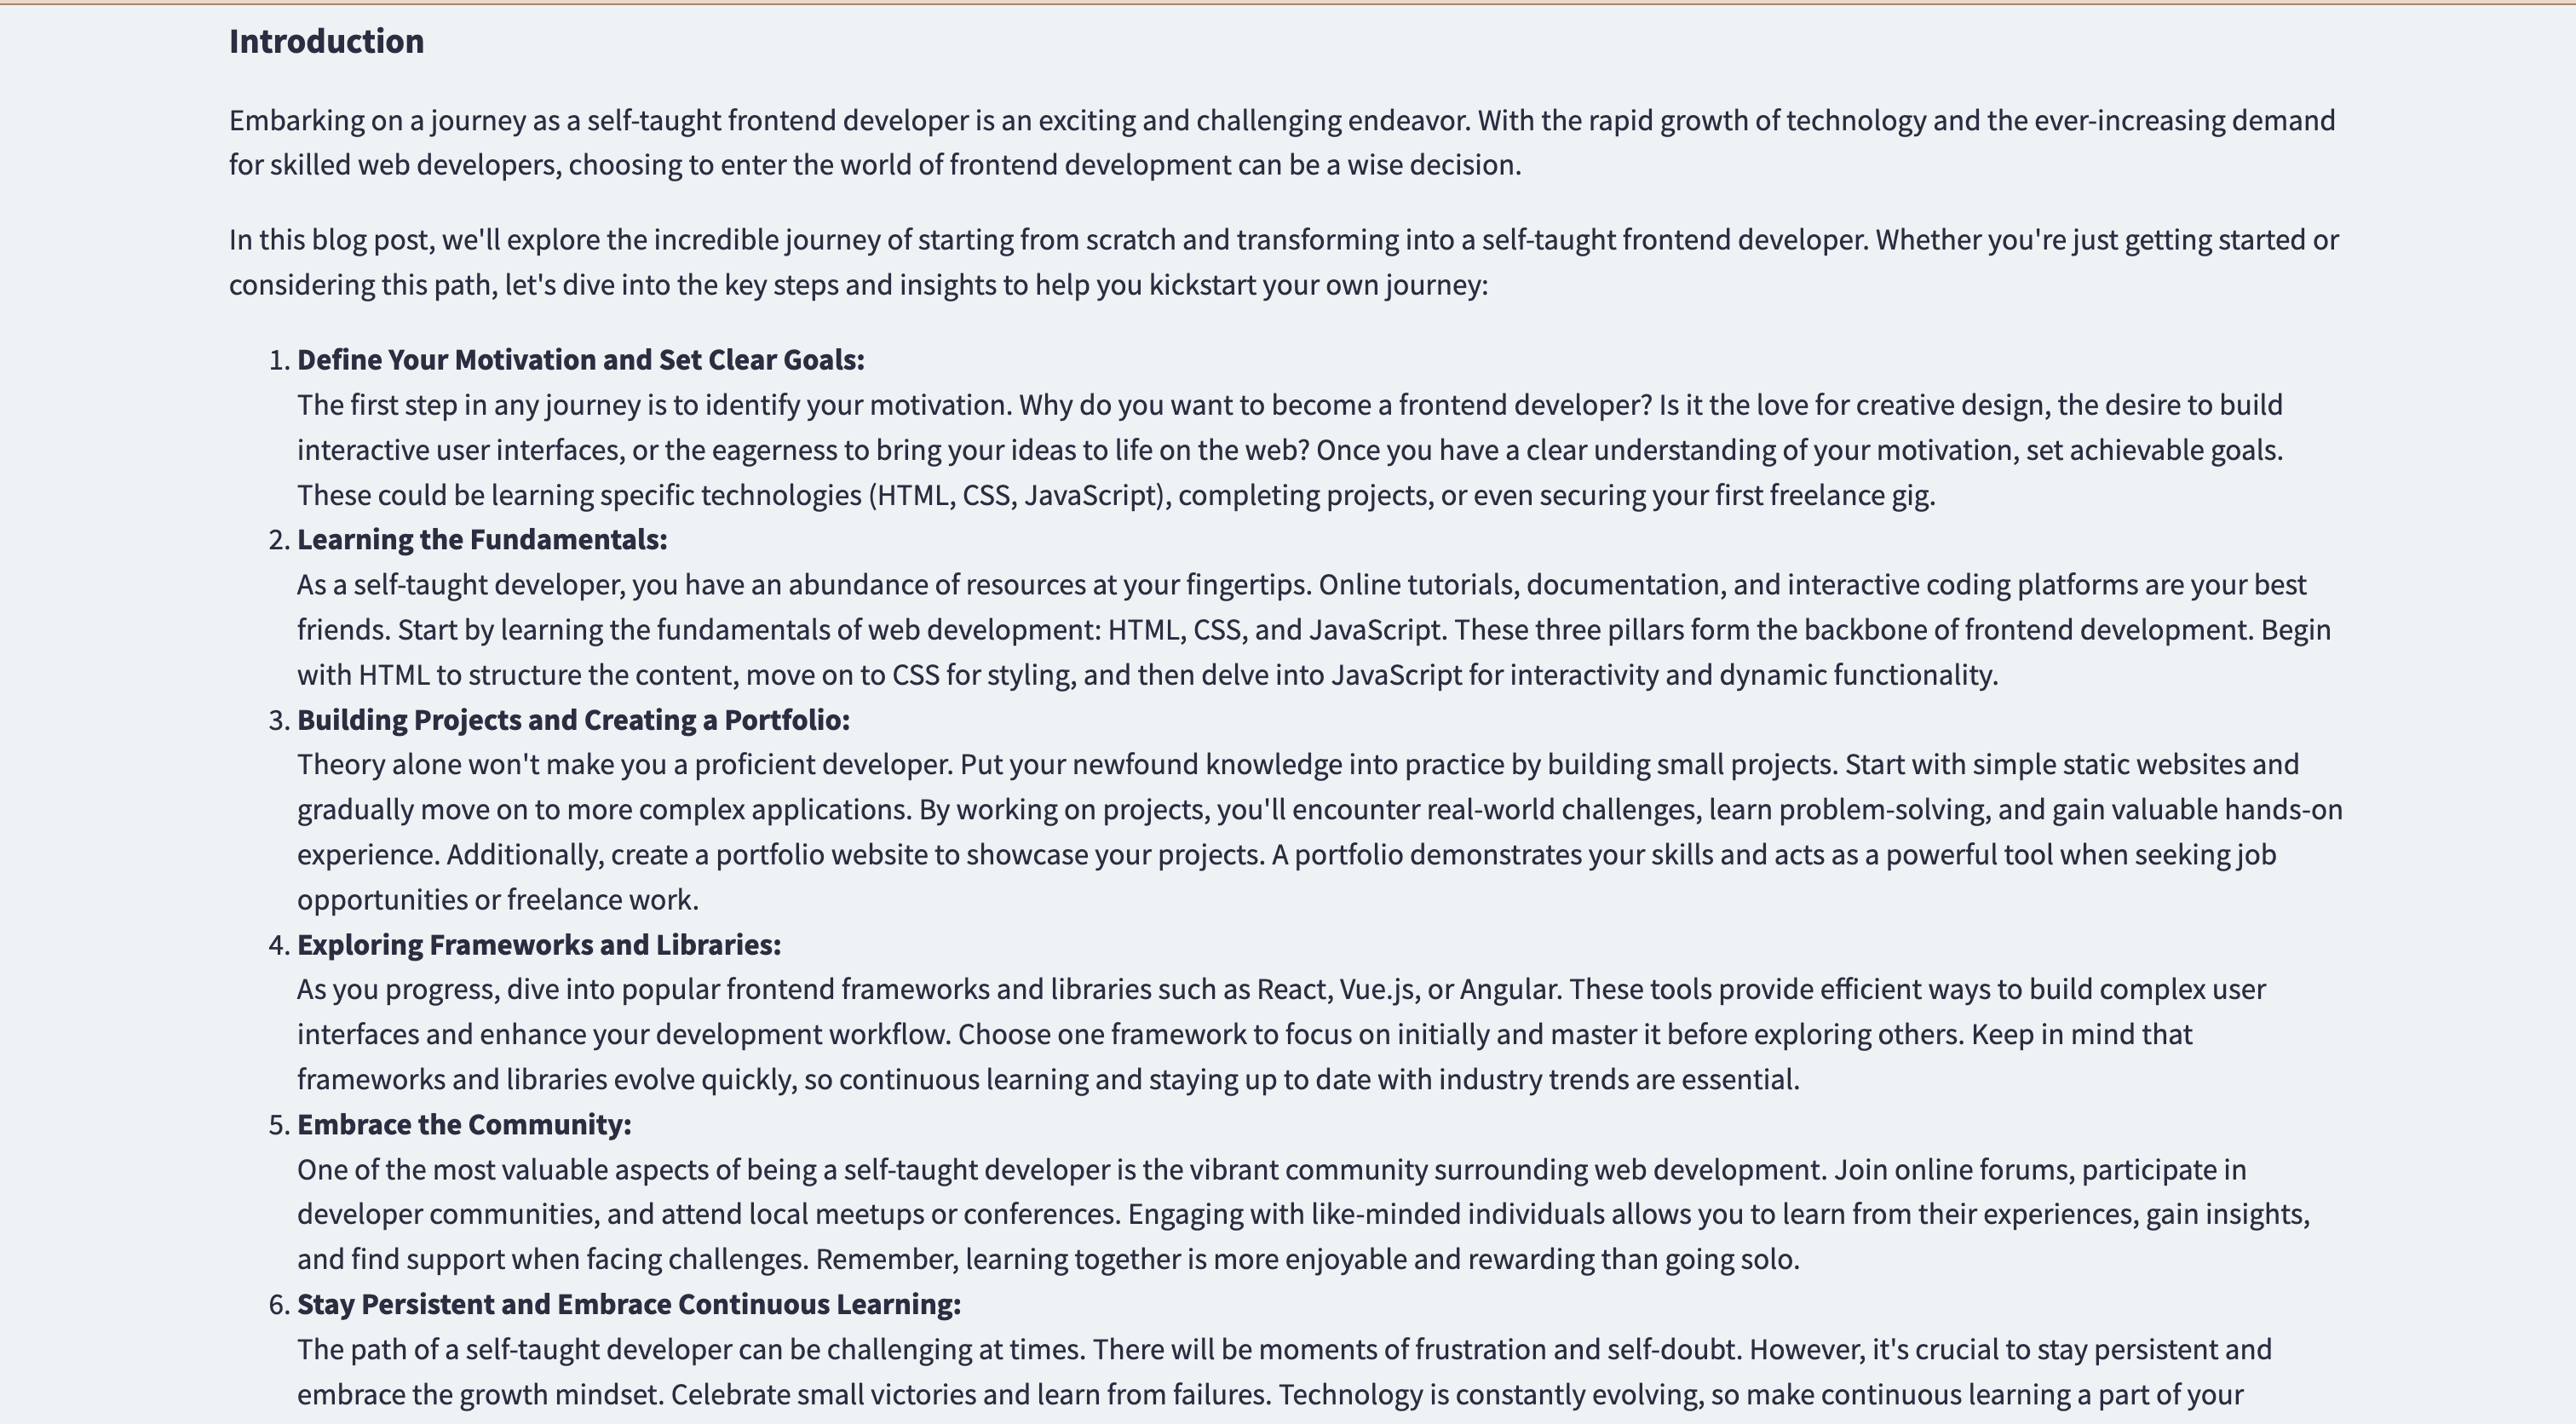 Introduction
Embarking on a journey as a self-taught frontend developer is an exciting and challenging endeavor. With the rapid growth of technology and the ever-increasing demand
for skilled web developers, choosing to enter the world of frontend development can be a wise decision.
In this blog post, we'll explore the incredible journey of starting from scratch and transforming into a self-taught frontend developer. Whether you're just getting started or
considering this path, let's dive into the key steps and insights to help you kickstart your own journey:
1. Define Your Motivation and Set Clear Goals:
The first step in any journey is to identify your motivation. Why do you want to become a frontend developer? Is it the love for creative design, the desire to build
interactive user interfaces, or the eagerness to bring your ideas to life on the web? Once you have a clear understanding of your motivation, set achievable goals.
These could be learning specific technologies (HTML, CSS, JavaScript), completing projects, or even securing your first freelance gig.
2. Learning the Fundamentals:
As a self-taught developer, you have an abundance of resources at your fingertips. Online tutorials, documentation, and interactive coding platforms are your best
friends. Start by learning the fundamentals of web development: HTML, CSS, and JavaScript. These three pillars form the backbone of frontend development. Begin
with HTML to structure the content, move on to CSS for styling, and then delve into JavaScript for interactivity and dynamic functionality.
3. Building Projects and Creating a Portfolio:
Theory alone won't make you a proficient developer. Put your newfound knowledge into practice by building small projects. Start with simple static websites and
gradually move on to more complex applications. By working on projects, you'll encounter real-world challenges, learn problem-solving, and gain valuable hands-on
experience. Additionally, create a portfolio website to showcase your projects. A portfolio demonstrates your skills and acts as a powerful tool when seeking job
opportunities or freelance work.
4. Exploring Frameworks and Libraries:
As you progress, dive into popular frontend frameworks and libraries such as React, Vue.js, or Angular. These tools provide efficient ways to build complex user
interfaces and enhance your development workflow. Choose one framework to focus on initially and master it before exploring others. Keep in mind that
frameworks and libraries evolve quickly, so continuous learning and staying up to date with industry trends are essential.
5. Embrace the Community:
One of the most valuable aspects of being a self-taught developer is the vibrant community surrounding web development. Join online forums, participate in
developer communities, and attend local meetups or conferences. Engaging with like-minded individuals allows you to learn from their experiences, gain insights,
and find support when facing challenges. Remember, learning together is more enjoyable and rewarding than going solo.
6. Stay Persistent and Embrace Continuous Learning:
The path of a self-taught developer can be challenging at times. There will be moments of frustration and self-doubt. However, it's crucial to stay persistent and
embrace the growth mindset. Celebrate small victories and learn from failures. Technology is constantly evolving, so make continuous learning a part of your